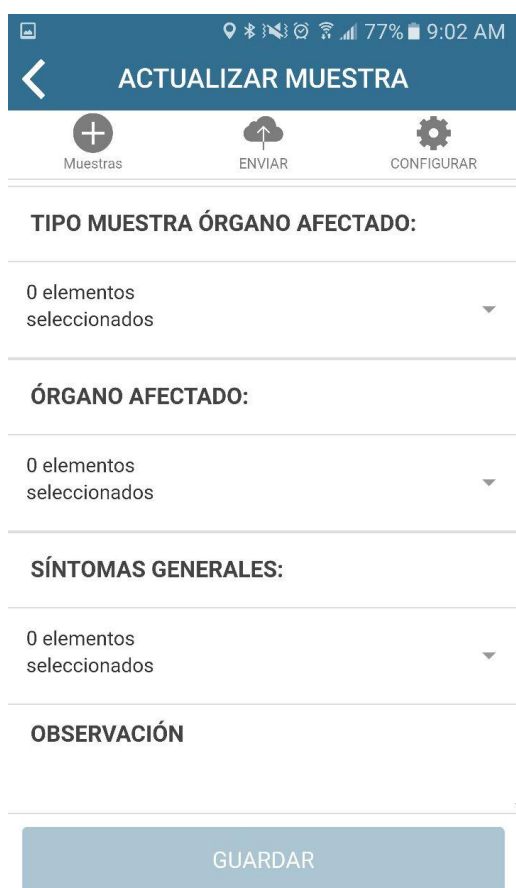 77% 9:02 AM
ACTUALIZAR MUESTRA
Muestras ENVIAR CONFIGURAR
TIPO MUESTRA ÓRGANO AFECTADO:
0 elementos
seleccionados
ÓRGANO AFECTADO:
0 elementos
seleccionados
SÍNTOMAS GENERALES:
0 elementos
seleccionados
OBSERVACIÓN
GUARDAR